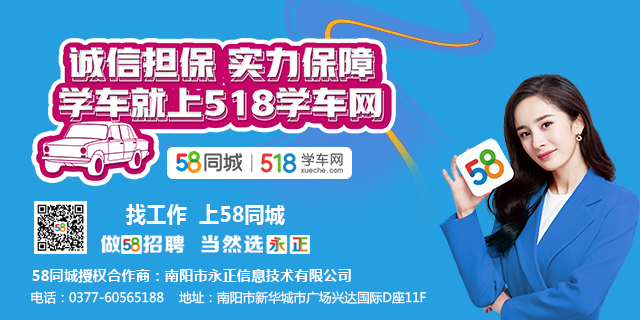 诚信担保 实力保障
学车就上518学车网
58同城 518 学车网
xueche.com
58
找工作 上58同城
做58招聘 当然选永正
58同城授权合作商：南阳市永正信息技术有限公司
电话：0377-60565188 地址：南阳市新华城市广场兴达国际D座11F